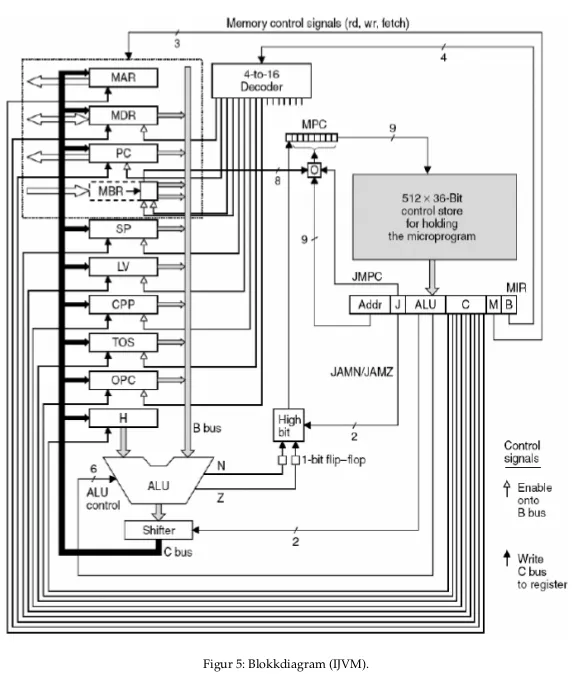 Memory control signals (rd, wr, fetch)
3
4
MAR
4-to-16
Decoder
MDR
MPC
9
PC
O
8
MBR
512 × 36-Bit
control store
for holding
the microprogram
SP
9
LV
JMPC
MIR
CPP
Addr
J
ALU
C
M
B
TOS
JAMN/JAMZ
OPC
H
B bus
High
bit
2
Control
signals
6
ALU
N
1-bit flip–flop
ALU
control
Z
Enable
onto
B bus
Shifter
2
C bus
Write
C bus
to register
Figur 5: Blokkdiagram (IJVM).